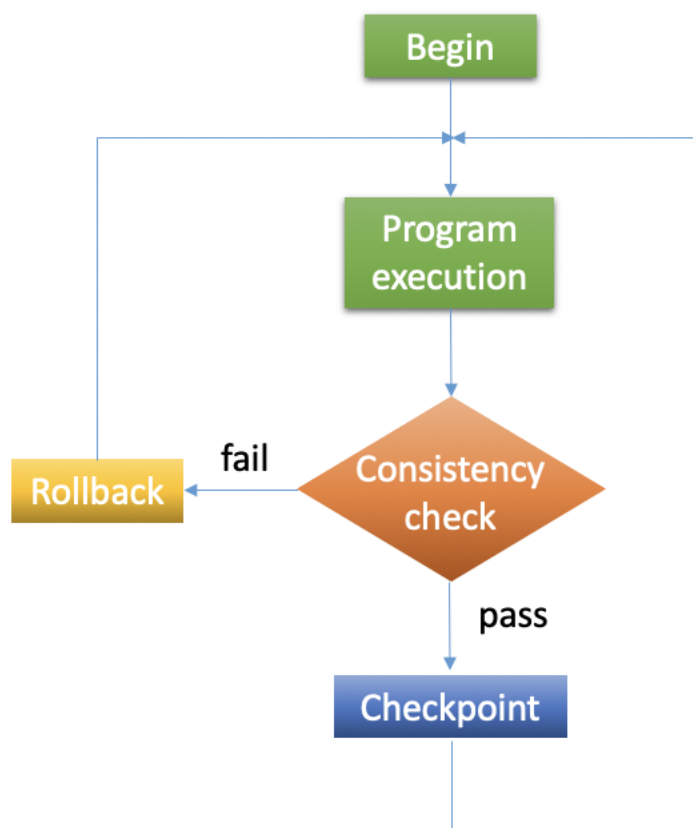 Begin
Program
execution
fail
Consistency
check
Rollback
pass
Checkpoint